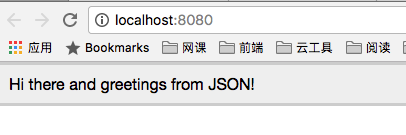 localhost:8080
应用 Bookmarks 网课 前端 云工具 阅读
Hi there and greetings from JSON!